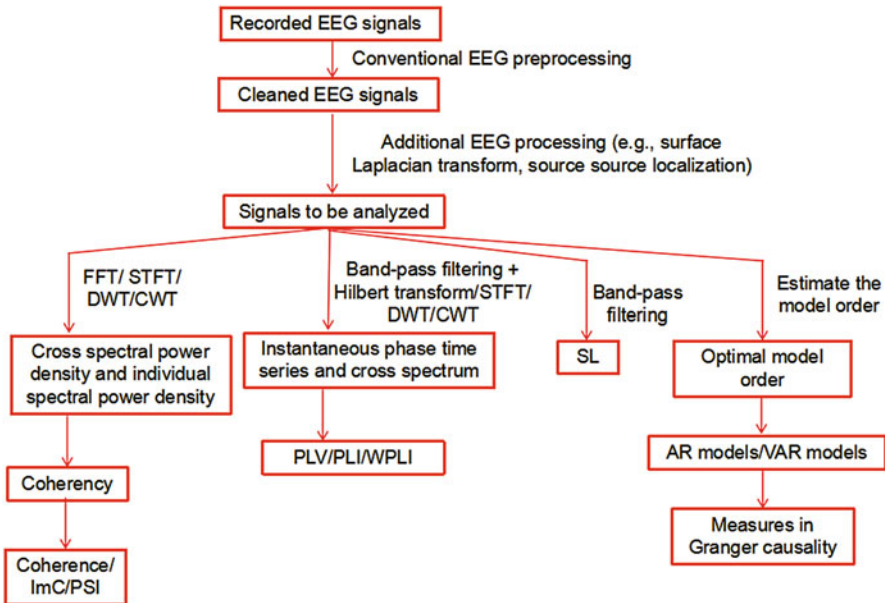 Recorded EEG signals
Conventional EEG preprocessing
Cleaned EEG signals
Additional EEG processing (e.g., surface
Laplacian transform, source source localization)
Signals to be analyzed
FFT/ STFT/
DWT/CWT
Band-pass filtering +
Hilbert transform/STFT/
DWT/CWT
Band-pass
filtering
Estimate the
model order
Cross spectral power
density and individual
spectral power density
Instantaneous phase time
series and cross spectrum
SL
Optimal model
order
Coherency
PLV/PLI/WPLI
AR models/VAR models
Coherence/
ImC/PSI
Measures in
Granger causality